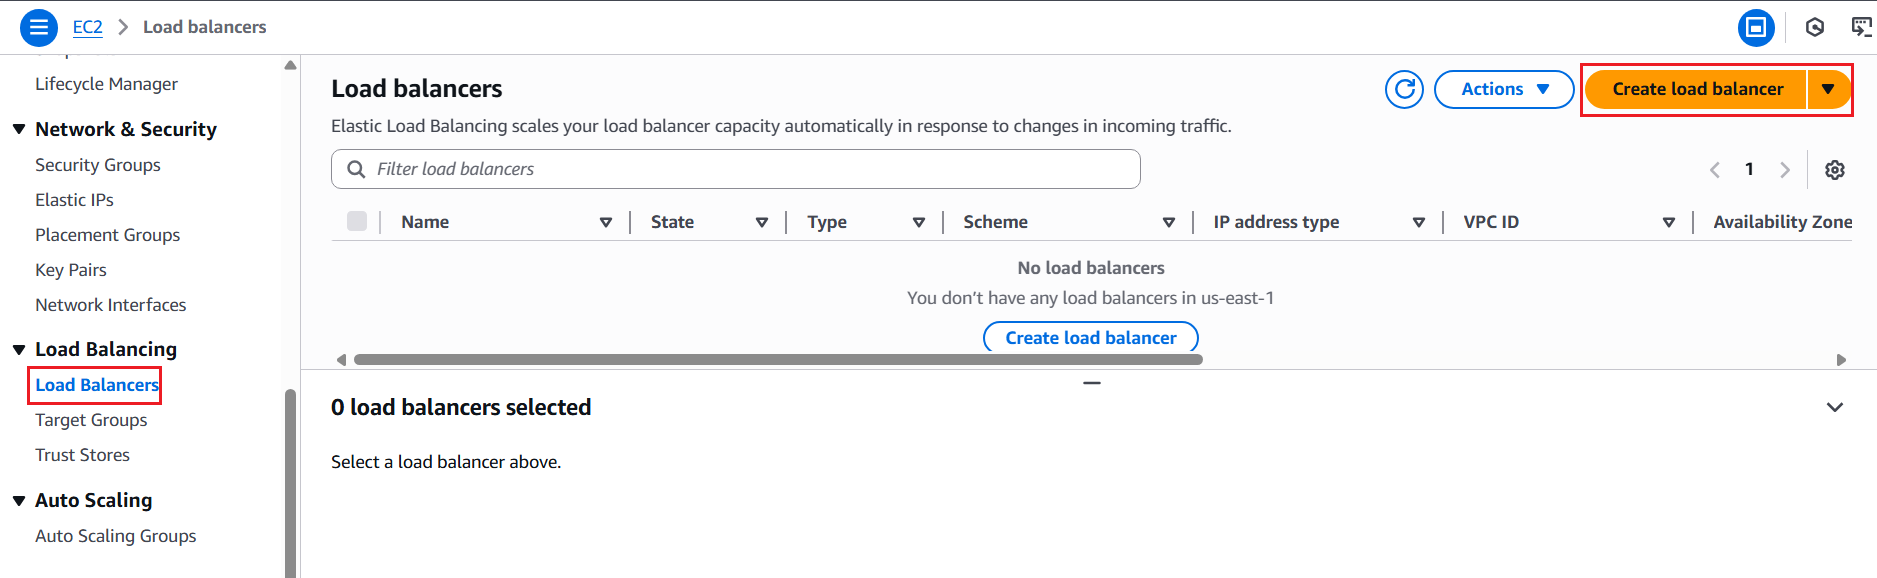 EC2 > Load balancers
Lifecycle Manager
Network & Security
Security Groups
Elastic IPs
Placement Groups
Key Pairs
Network Interfaces
Load Balancing
Load Balancers
Target Groups
Trust Stores
Auto Scaling
Auto Scaling Groups
Load balancers
Actions
Create load balancer
Elastic Load Balancing scales your load balancer capacity automatically in response to changes in incoming traffic.
Filter load balancers
1
Name State Type Scheme IP address type VPC ID Availability Zone
No load balancers
You don’t have any load balancers in us-east-1
Create load balancer
0 load balancers selected
Select a load balancer above.